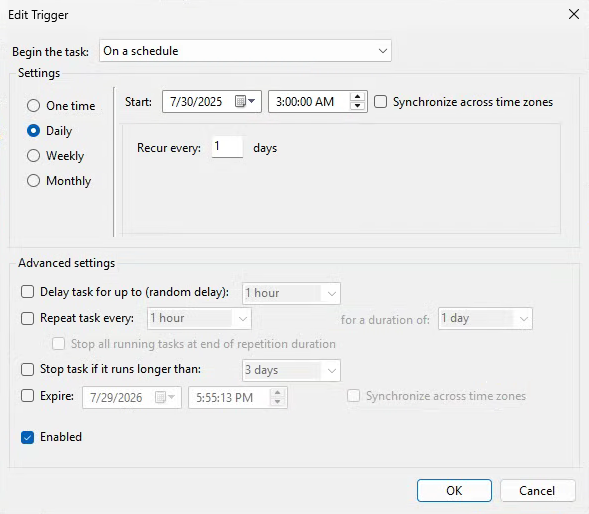 Edit Trigger
Begin the task: On a schedule
Settings
One time
Daily
Weekly
Monthly
Start: 7/30/2025 3:00:00 AM Synchronize across time zones
Recur every: 1 days
Advanced settings
Delay task for up to (random delay): 1 hour
Repeat task every: 1 hour for a duration of: 1 day
Stop all running tasks at end of repetition duration
Stop task if it runs longer than: 3 days
Expire: 7/29/2026 5:55:13 PM Synchronize across time zones
Enabled
OK Cancel